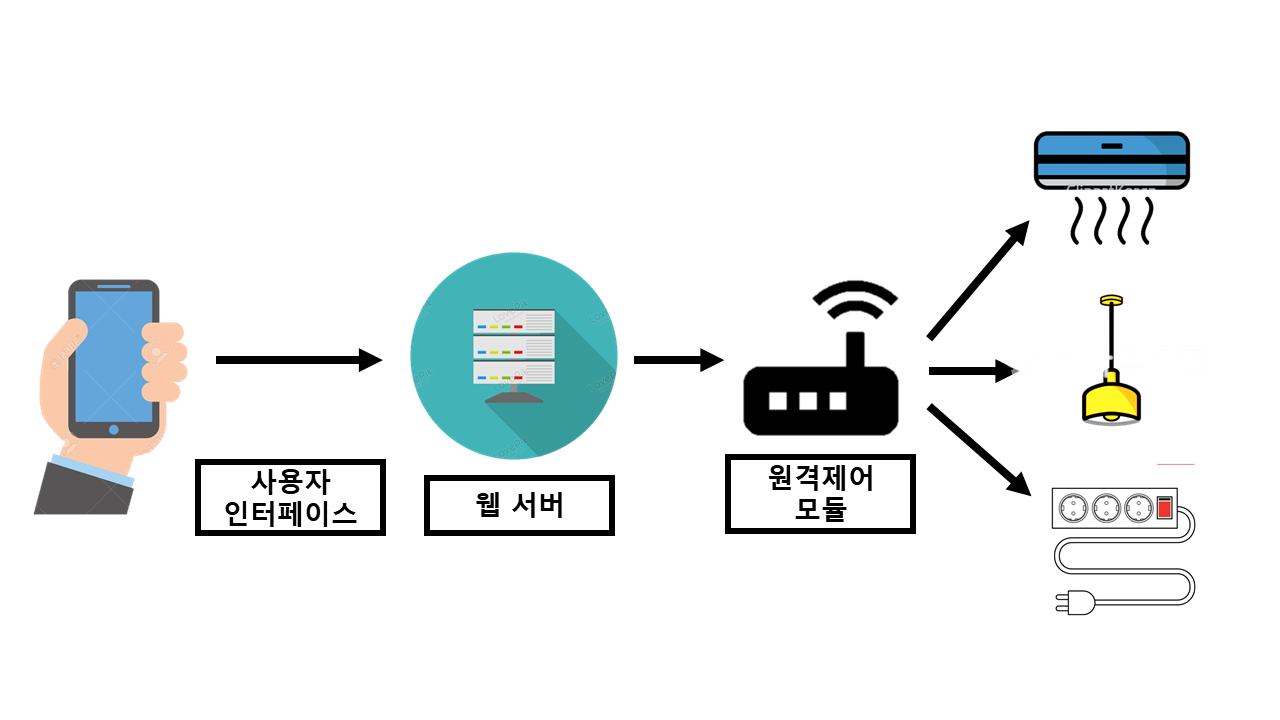 사용자
인터페이스
웹 서버
원격제어
모듈